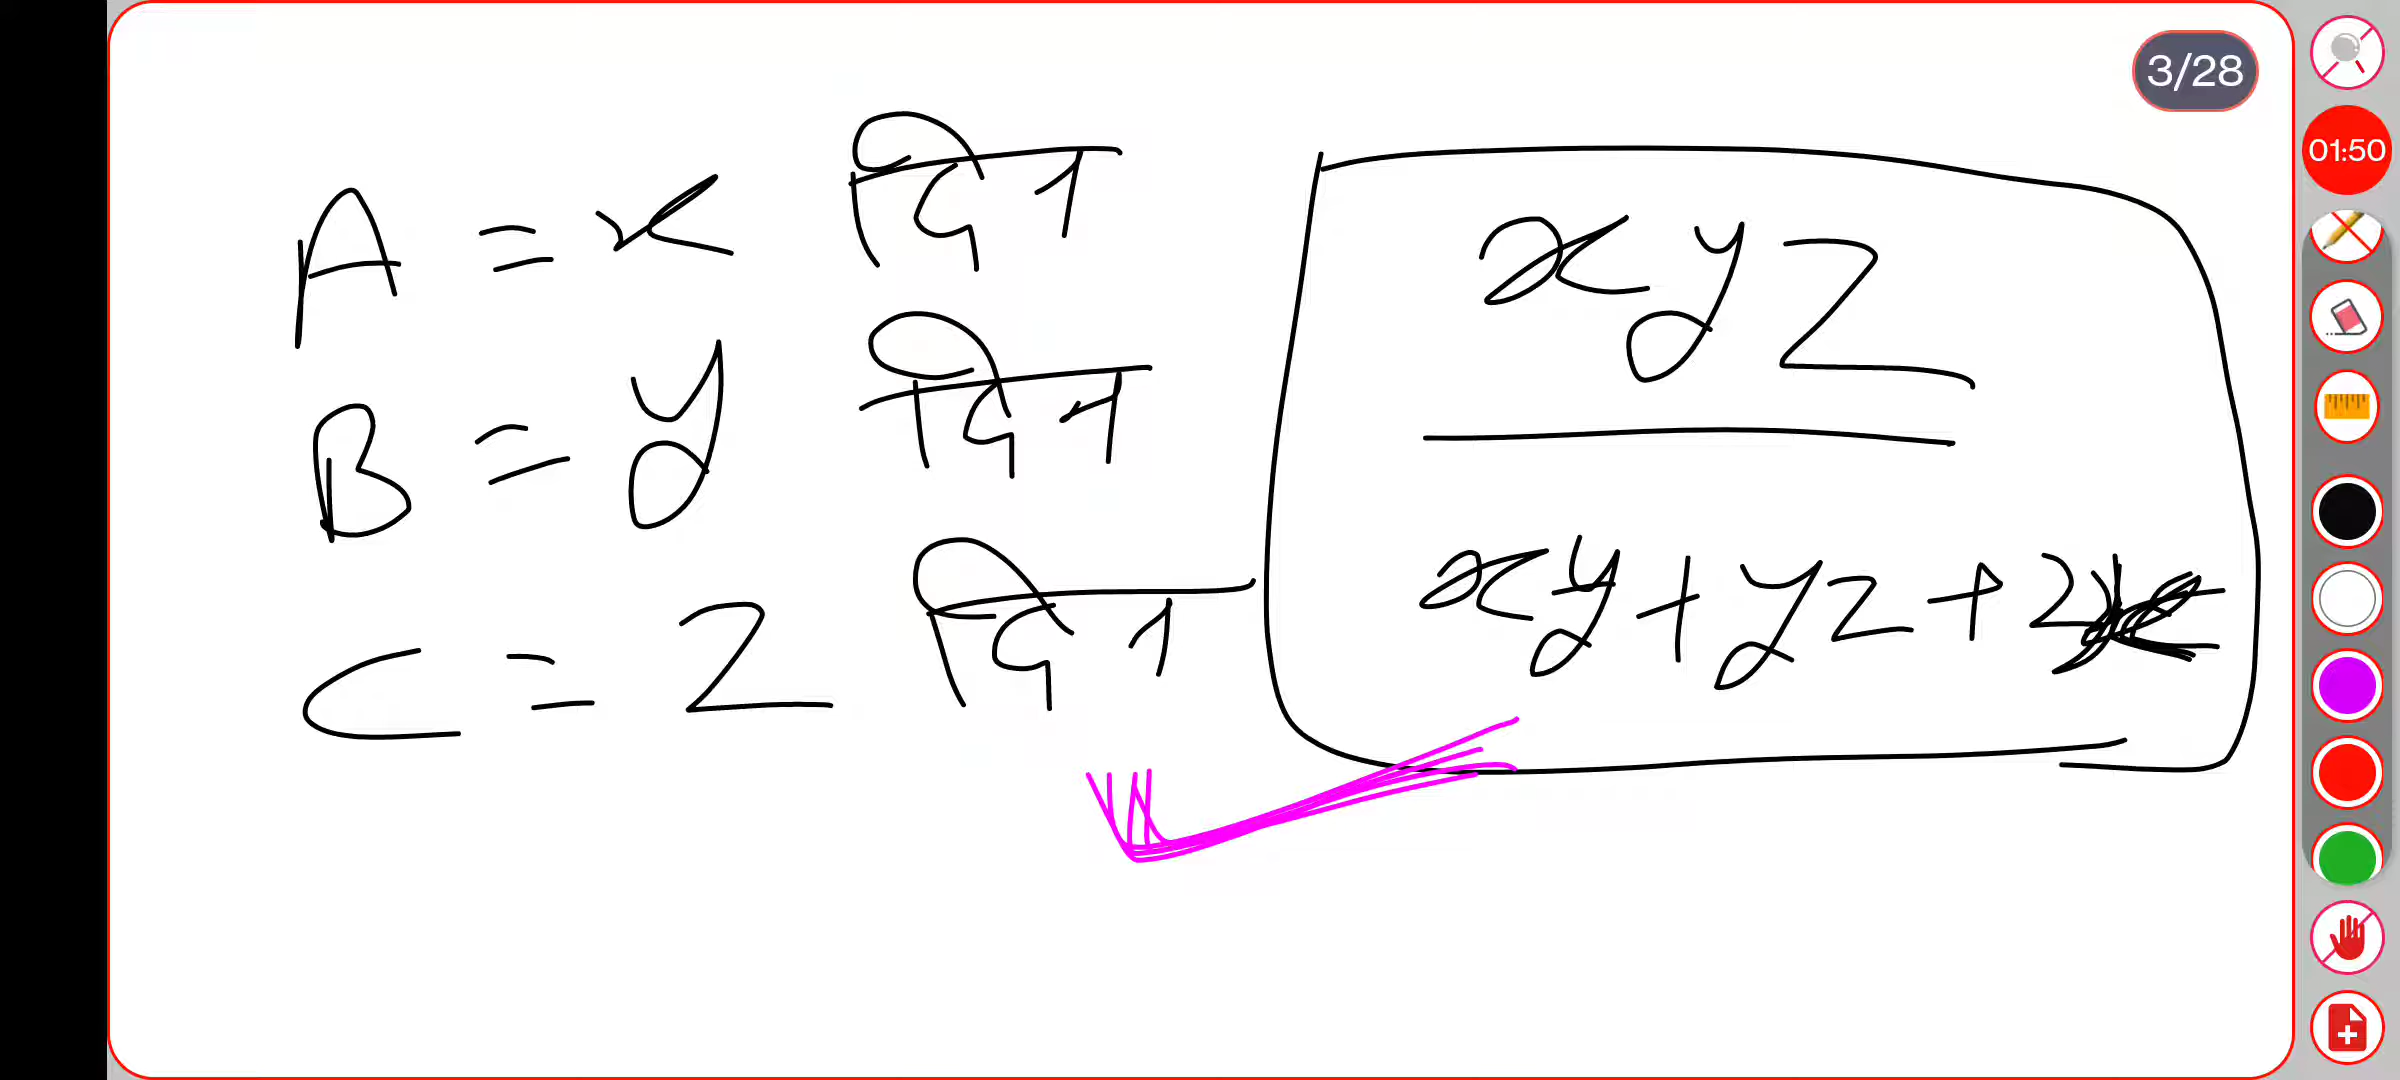 3/28
01:50
A = x दिन
B = y दिन
C = z दिन
xyz
xy+yz+zx